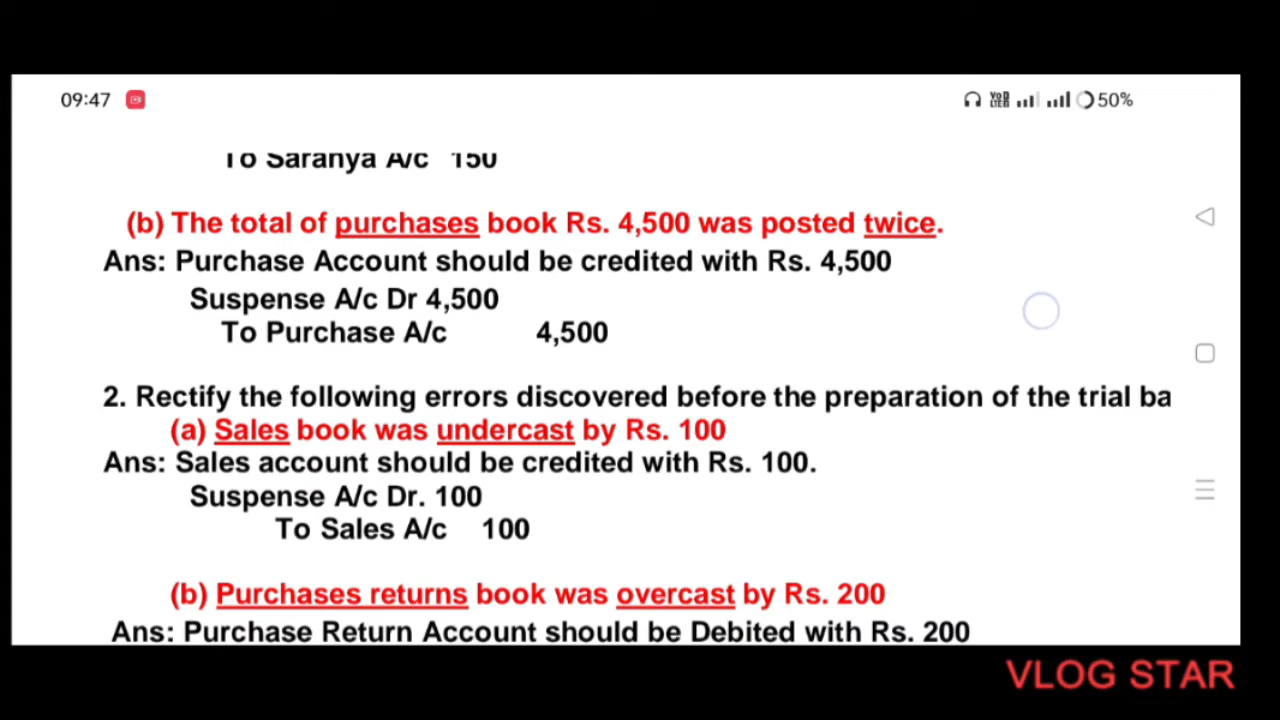 09:47
VoD LTED 50%
To Saranya A/c 150
(b) The total of purchases book Rs. 4,500 was posted twice.
Ans: Purchase Account should be credited with Rs. 4,500
Suspense A/c Dr 4,500
To Purchase A/c 4,500
2. Rectify the following errors discovered before the preparation of the trial ba
(a) Sales book was undercast by Rs. 100
Ans: Sales account should be credited with Rs. 100.
Suspense A/c Dr. 100
To Sales A/c 100
(b) Purchases returns book was overcast by Rs. 200
Ans: Purchase Return Account should be Debited with Rs. 200
VLOG STAR